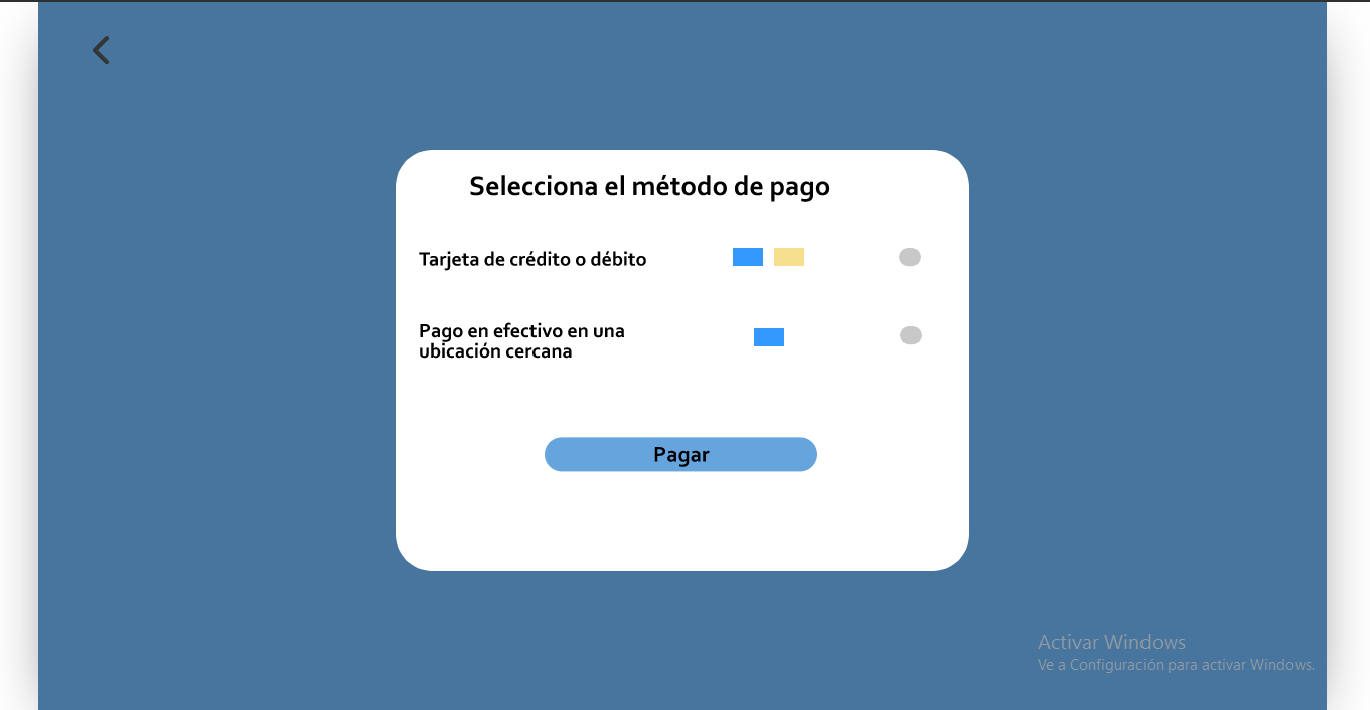 Selecciona el método de pago
Tarjeta de crédito o débito
Pago en efectivo en una
ubicación cercana
Pagar
Activar Windows
Ve a Configuración para activar Windows.